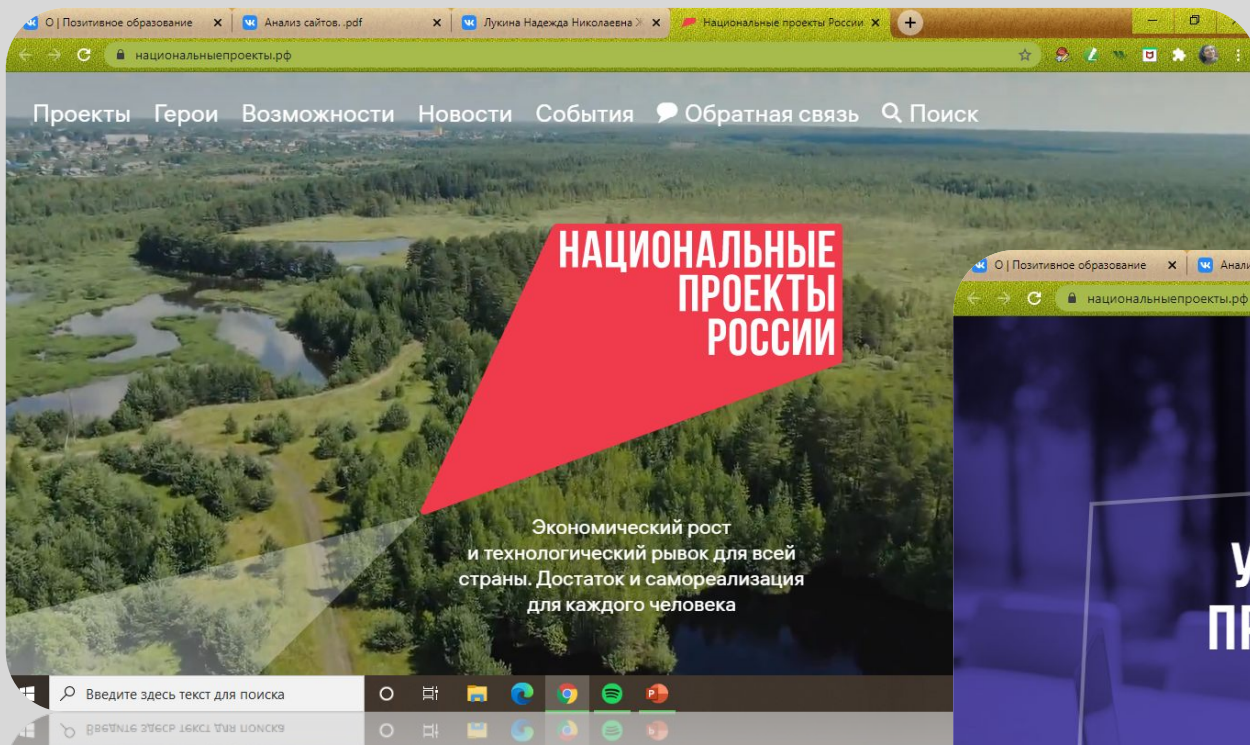 О | Позитивное образование
Анализ сайтов. .pdf
Лукина Надежда Николаевна
Национальные проекты России
национальныепроекты.рф
Проекты Герои Возможности Новости События Обратная связь Поиск
НАЦИОНАЛЬНЫЕ
ПРОЕКТЫ
РОССИИ
Экономический рост
и технологический рывок для всей
страны. Достаток и самореализация
для каждого человека
Введите здесь текст для поиска
О | Позитивное образование
национальныепроекты.рф